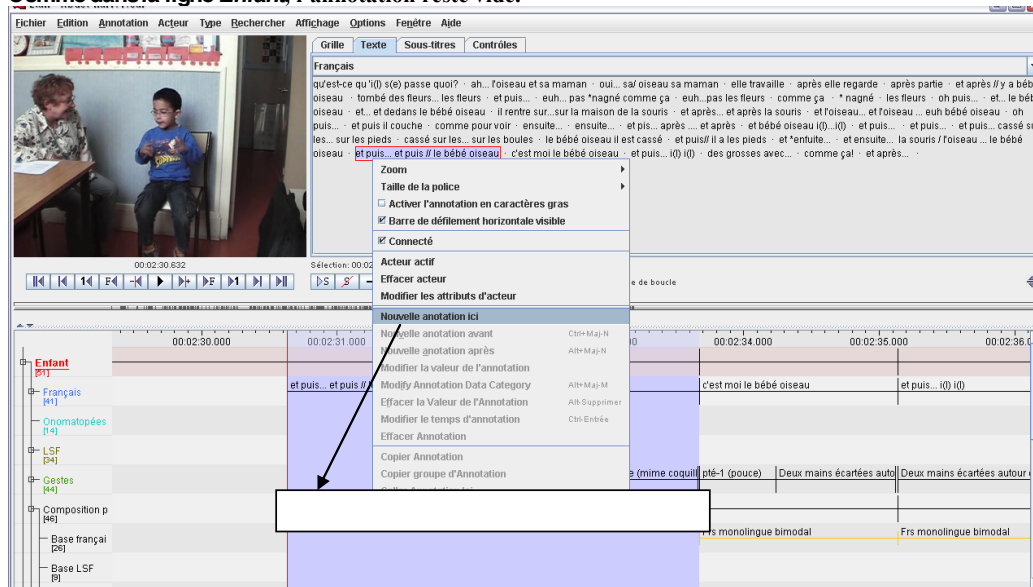 Fichier Edition Annotation Acteur Type Rechercher Affichage Options Fenêtre Aide
Grille Texte Sous-titres Contrôles
Français
qu'est-ce qu 'i(l) s(e) passe quoi? · ah... l'oiseau et sa maman · oui... sa/ oiseau sa maman · elle travaille · après elle regarde · après partie · et après // y a béb
oiseau · tombé des fleurs... les fleurs · et puis... · euh... pas *nagné comme ça · euh...pas les fleurs · comme ça · * nagné · les fleurs · oh puis... · et... le béb
oiseau · et... et dedans le bébé oiseau · il rentre sur...sur la maison de la souris · et après... et après la souris · et l'oiseau... et l'oiseau .... euh bébé oiseau · oh
puis... · et puis il couche · comme pour voir · ensuite... · ensuite... · et pis... après .... et après · et bébé oiseau i(l)...i(l) · et puis... · et puis... · et puis... cassé su
les... sur les pieds · cassé sur les... sur les boules · le bébé oiseau il est cassé · et puis// il a les pieds · et *entuite... · et ensuite... la souris / l'oiseau .... le bébé
oiseau · et puis... et puis // le bébé oiseau · c'est moi le bébé oiseau · et puis... i(l) i(l) · des grosses avec... · comme ça! · et après... ·
Zoom
Taille de la police
Activer l'annotation en caractères gras
Barre de défilement horizontale visible
Connecté
Acteur actif
Effacer acteur
Modifier les attributs d'acteur
Nouvelle anotation ici
Nouvelle anotation avant Ctrl+Maj-N
Nouvelle anotation après Alt+Maj-N
Modifier la valeur de l'annotation
Modify Annotation Data Category Alt+Maj-M
Effacer la Valeur de l'Annotation Alt-Supprimer
Modifier le temps d'annotation Ctrl-Entrée
Effacer Annotation
Copier Annotation
Copier groupe d'Annotation
00:02:30.632
Sélection: 00:02
e de boucle
00:02:30.000 00:02:31.000 00:02:34.000 00:02:35.000 00:02:36.0
Enfant
[51]
Français et puis... et puis // c'est moi le bébé oiseau et puis... i(l) i(l)
[41]
Onomatopées
[14]
LSF
[34]
Gestes e (mime coquill pté-1 (pouce) Deux mains écartées auto Deux mains écartées autour
[44]
Composition p
[46]
Base françai Frs monolingue bimodal Frs monolingue bimodal
[26]
Base LSF
[9]